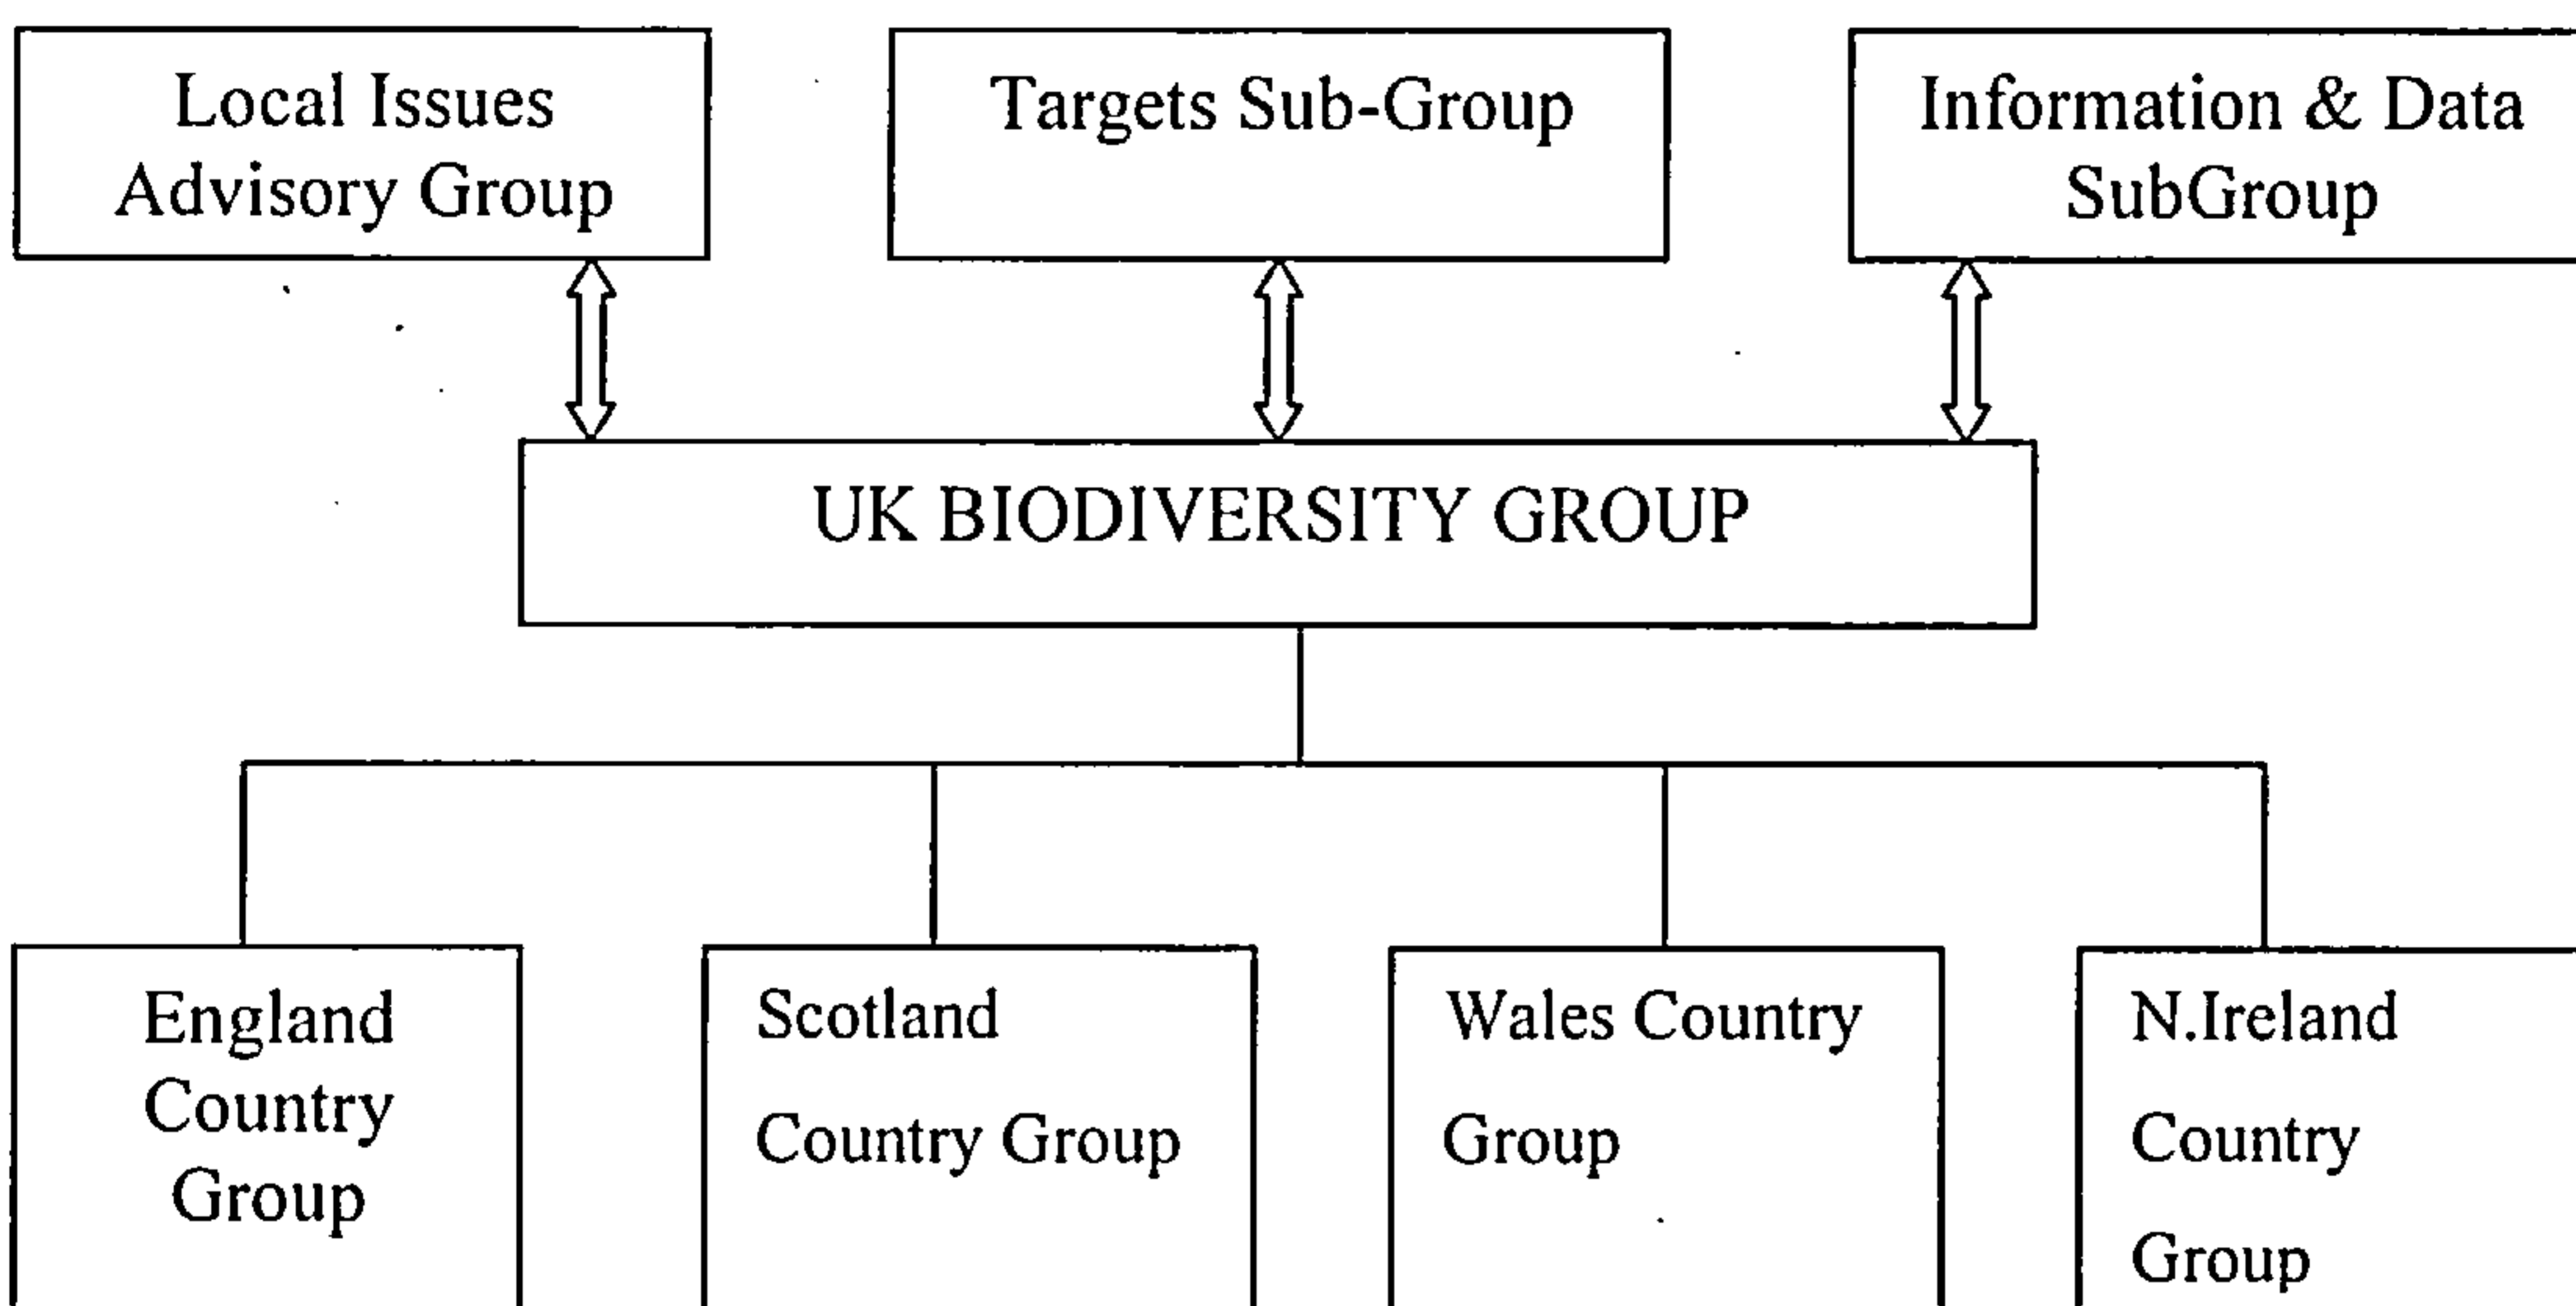 Local Issues
Advisory Group
Targets Sub-Group
Information & Data
SubGroup
UK BIODIVERSITY GROUP
England
Country
Group
Scotland
Country Group
Wales Country
Group
N.Ireland
Country
Group